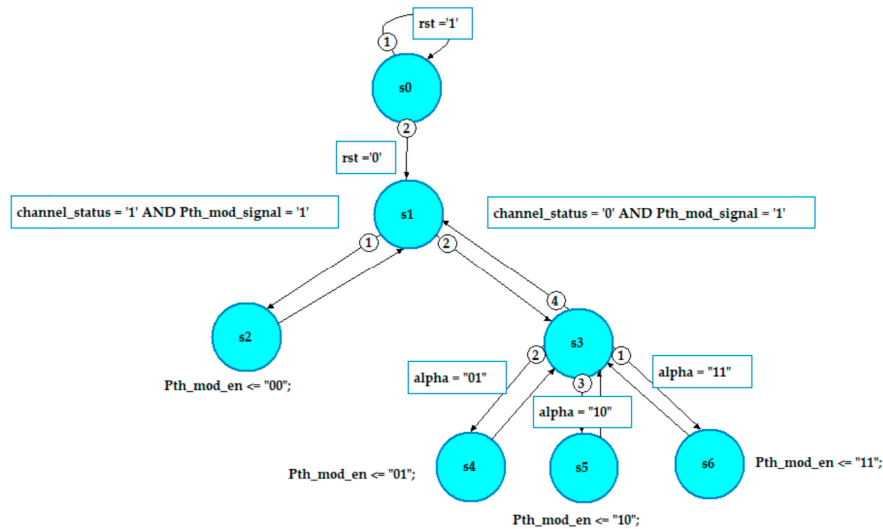 rst ='1'
1
s0
2
rst ='0'
channel_status = '1' AND Pth_mod_signal = '1'
s1
channel_status = '0' AND Pth_mod_signal = '1'
1
2
4
s2
s3
2
1
3
Pth_mod_en <= "00";
alpha = "01"
alpha = "11"
alpha = "10"
s4
s5
s6
Pth_mod_en <= "01";
Pth_mod_en <= "11";
Pth_mod_en <= "10";